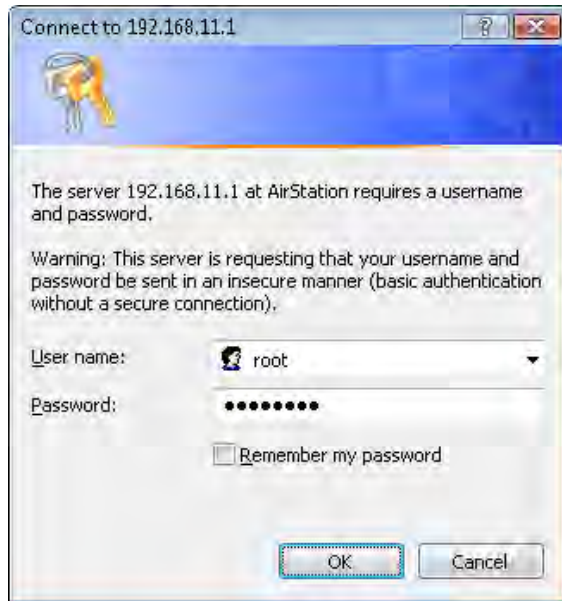 Connect to 192.168.11.1
The server 192.168.11.1 at AirStation requires a username
and password.
Warning: This server is requesting that your username and
password be sent in an insecure manner (basic authentication
without a secure connection).
User name:
root
Password:
••••••••
Remember my password
OK
Cancel